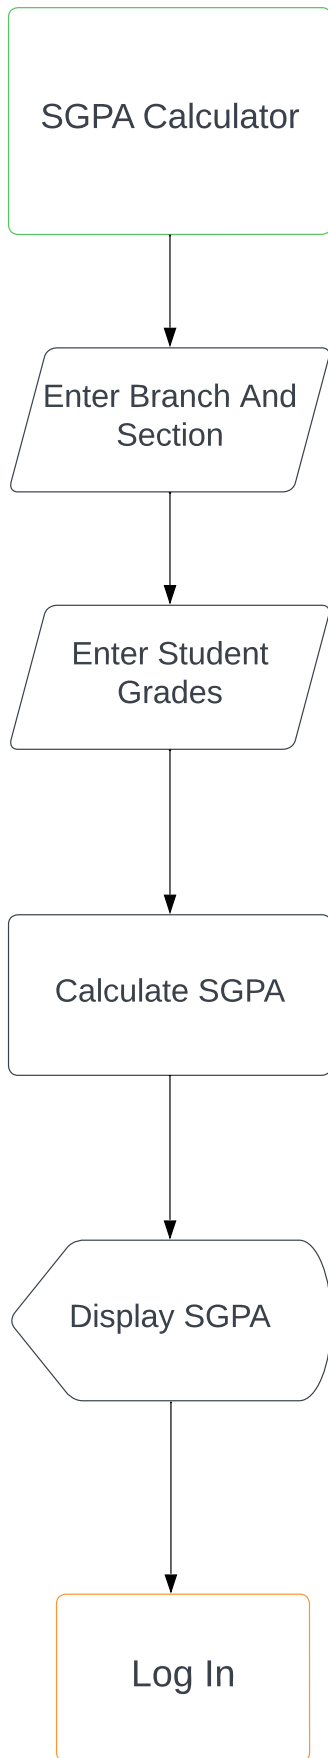 SGPA Calculator
Enter Branch And
Section
Enter Student
Grades
Calculate SGPA
Display SGPA
Log In